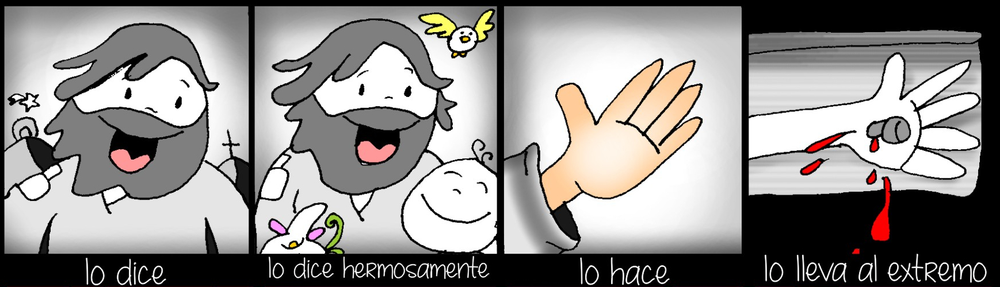 lo dice
lo dice hermosamente
lo hace
lo lleva al extremo